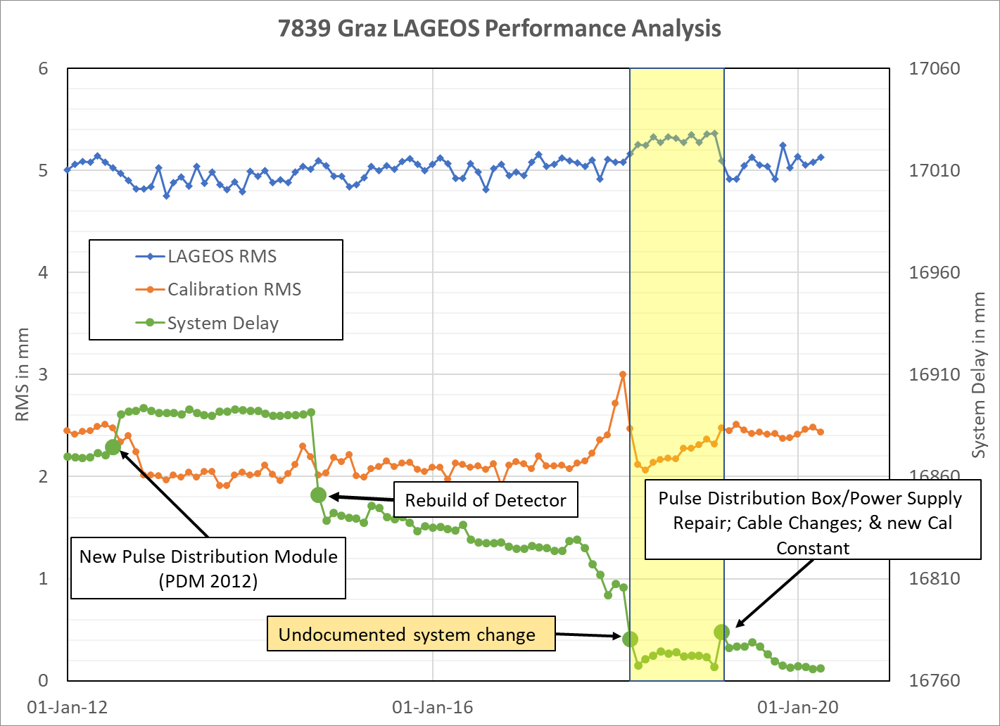 7839 Graz LAGEOS Performance Analysis
6
5
4
3
2
1
0
RMS in mm
17060
17010
16960
16910
16860
16810
16760
System Delay in mm
LAGEOS RMS
Calibration RMS
System Delay
Rebuild of Detector
Pulse Distribution Box/Power Supply
Repair; Cable Changes; & new Cal
Constant
New Pulse Distribution Module
(PDM 2012)
Undocumented system change
01-Jan-12
01-Jan-16
01-Jan-20